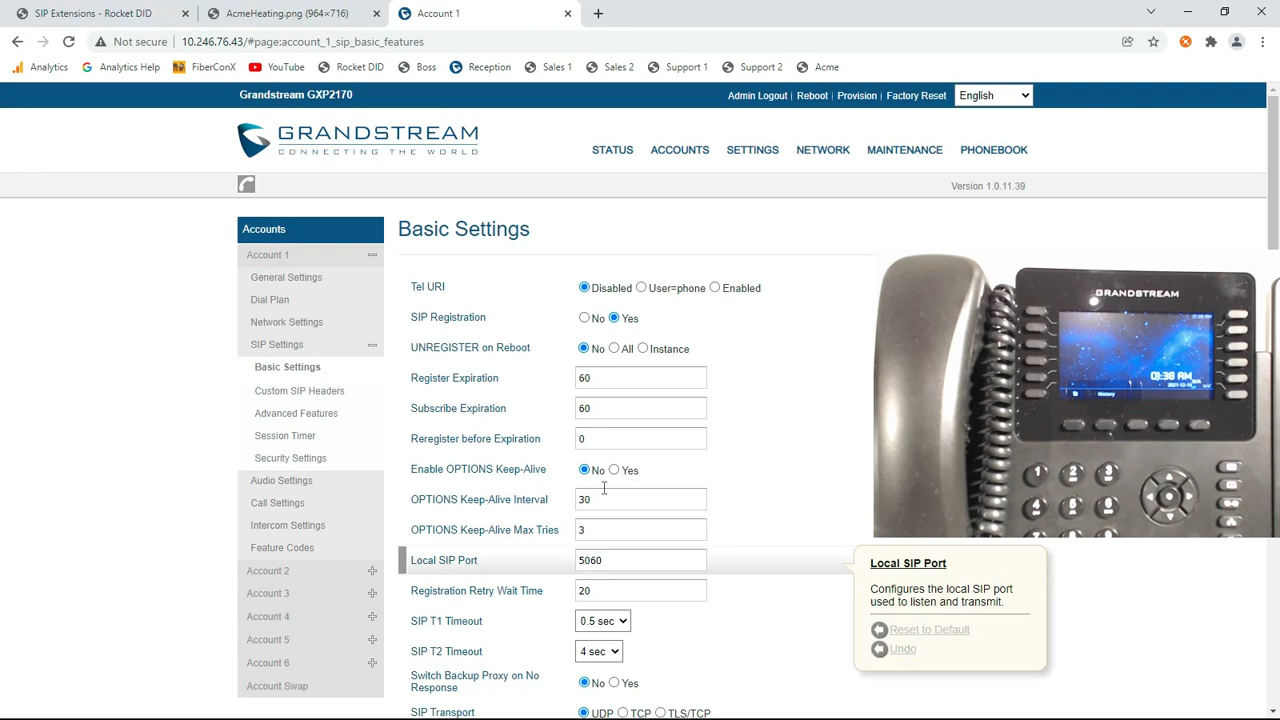 SIP Extensions - Rocket DID
AcmeHeating.png (964×716)
Account 1
Not secure 10.246.76.43/#page:account_1_sip_basic_features
Analytics Analytics Help FiberConX YouTube Rocket DID Boss Reception Sales 1 Sales 2 Support 1 Support 2 Acme
Grandstream GXP2170
Admin Logout | Reboot | Provision | Factory Reset English
GRANDSTREAM
CONNECTING THE WORLD
STATUS ACCOUNTS SETTINGS NETWORK MAINTENANCE PHONEBOOK
Version 1.0.11.39
Accounts
Account 1
General Settings
Dial Plan
Network Settings
SIP Settings
Basic Settings
Custom SIP Headers
Advanced Features
Session Timer
Security Settings
Audio Settings
Call Settings
Intercom Settings
Feature Codes
Account 2
Account 3
Account 4
Account 5
Account 6
Account Swap
Basic Settings
Tel URI Disabled User=phone Enabled
SIP Registration No Yes
UNREGISTER on Reboot No All Instance
Register Expiration 60
Subscribe Expiration 60
Reregister before Expiration 0
Enable OPTIONS Keep-Alive No Yes
OPTIONS Keep-Alive Interval 30
OPTIONS Keep-Alive Max Tries 3
Local SIP Port 5060
Registration Retry Wait Time 20
SIP T1 Timeout 0.5 sec
SIP T2 Timeout 4 sec
Switch Backup Proxy on No
Response No Yes
SIP Transport UDP TCP TLS/TCP
Local SIP Port
Configures the local SIP port
used to listen and transmit.
Reset to Default
Undo
GRANDSTREAM
History
1 2 3
4 5 6